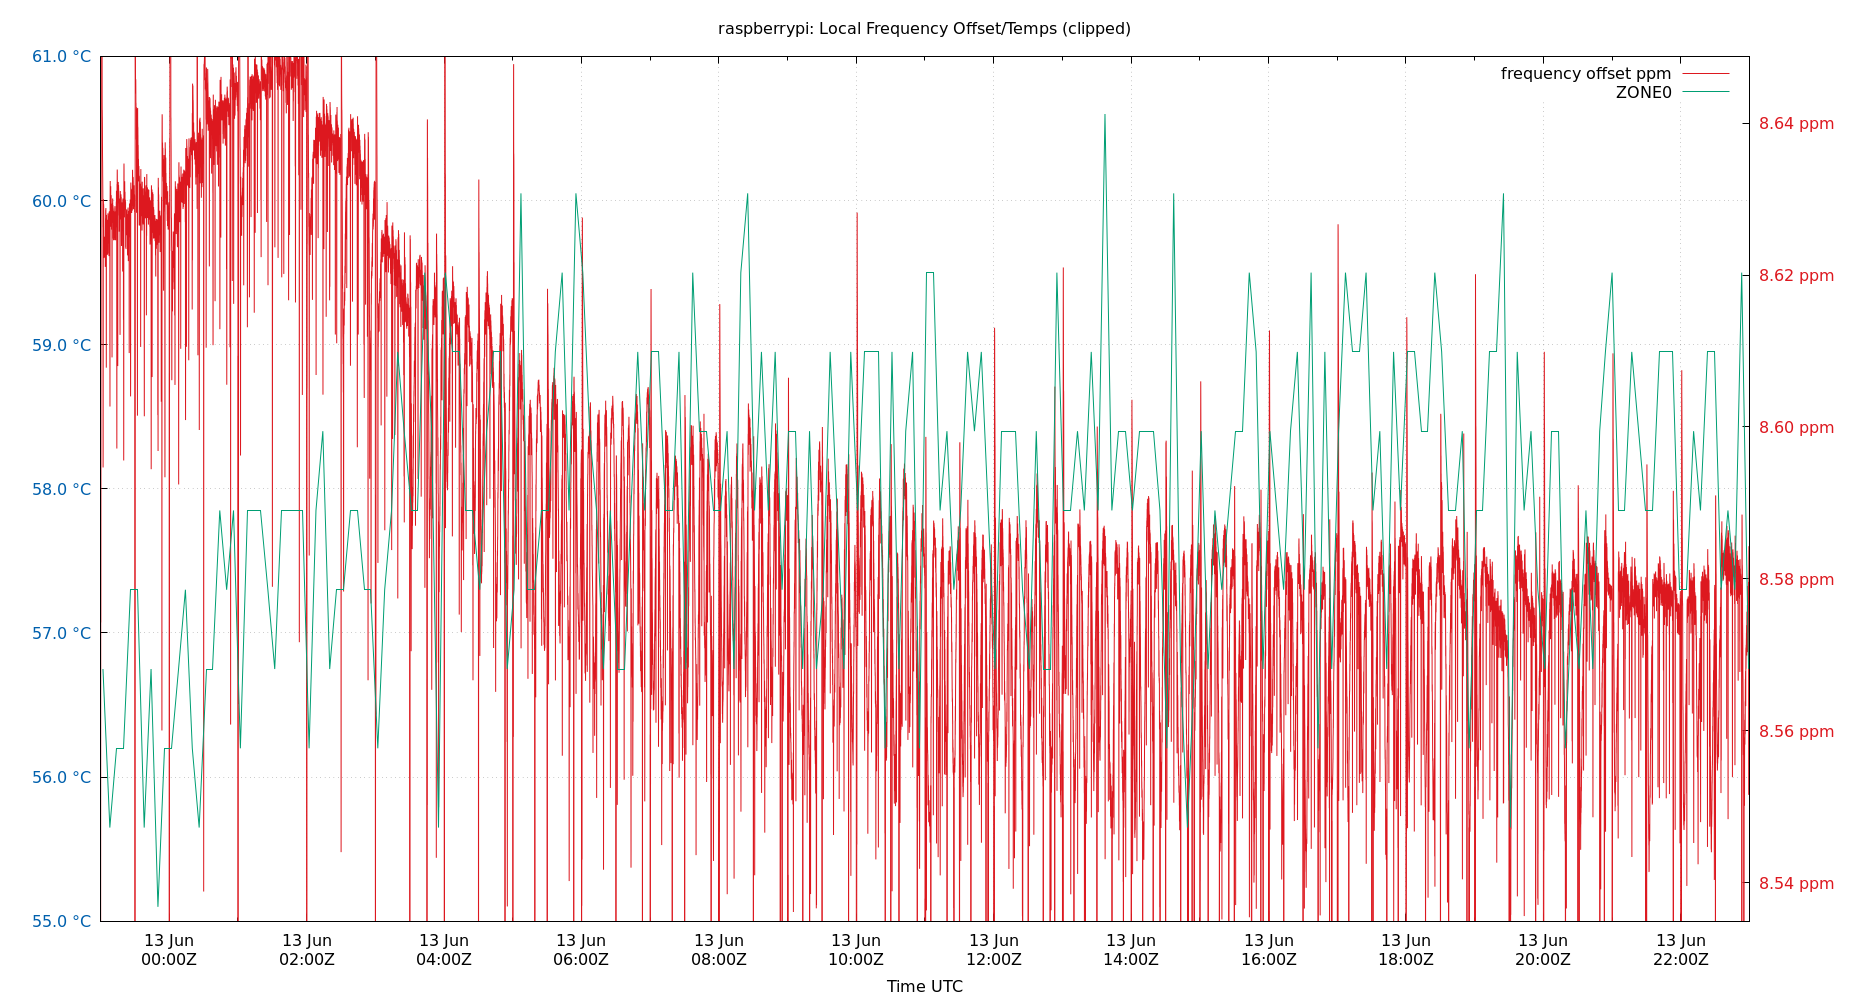 raspberrypi: Local Frequency Offset/Temps (clipped)
frequency offset ppm
ZONE0
61.0 °C
60.0 °C
59.0 °C
58.0 °C
57.0 °C
56.0 °C
55.0 °C
8.64 ppm
8.62 ppm
8.60 ppm
8.58 ppm
8.56 ppm
8.54 ppm
13 Jun 13 Jun 13 Jun 13 Jun 13 Jun 13 Jun 13 Jun 13 Jun 13 Jun 13 Jun 13 Jun 13 Jun
00:00Z 02:00Z 04:00Z 06:00Z 08:00Z 10:00Z 12:00Z 14:00Z 16:00Z 18:00Z 20:00Z 22:00Z
Time UTC